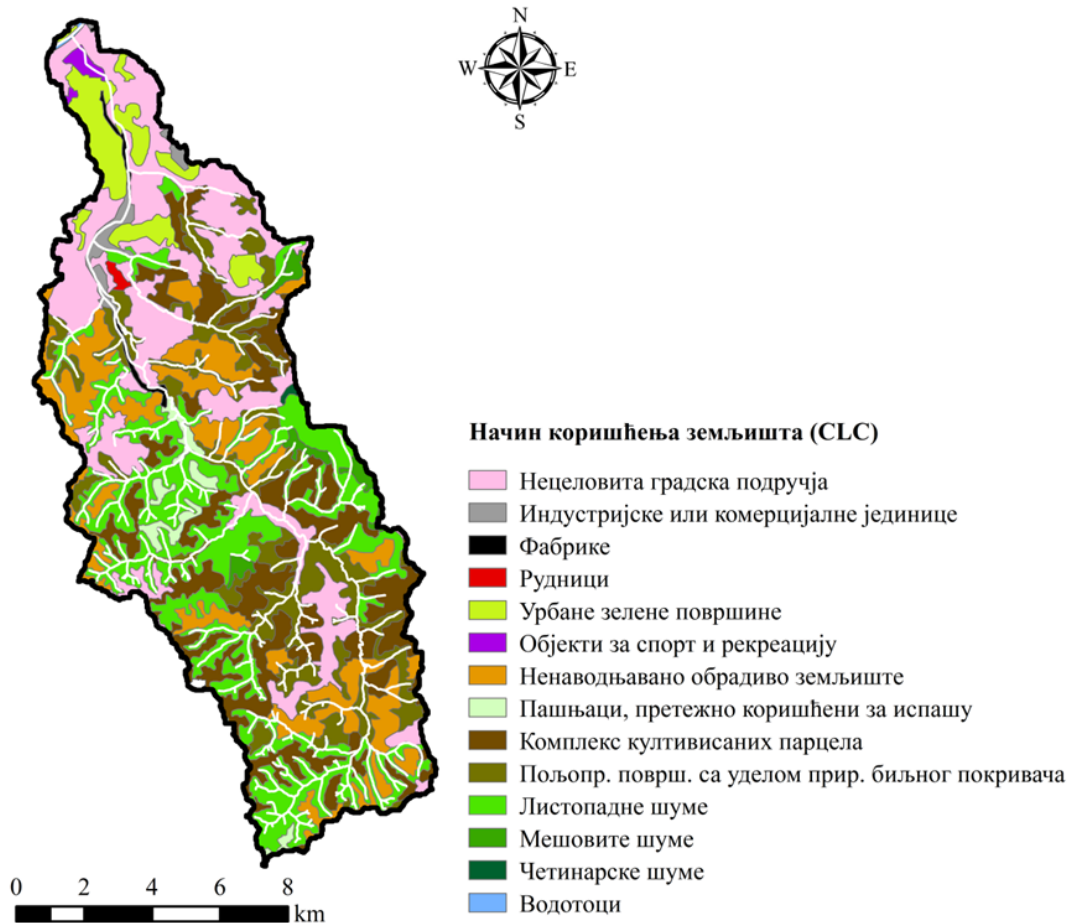 N
W E
S
Начин коришћења земљишта (CLC)
Нецеловита градска подручја
Индустријске или комерцијалне јединице
Фабрике
Рудници
Урбане зелене површине
Објекти за спорт и рекреацију
Ненаводњавано обрадиво земљиште
Пашњаци, претежно коришћени за испашу
Комплекс култивисаних парцела
Пољопр. површ. са уделом прир. биљног покривача
Листопадне шуме
Мешовите шуме
Четинарске шуме
Водотоци
0 2 4 6 8
km